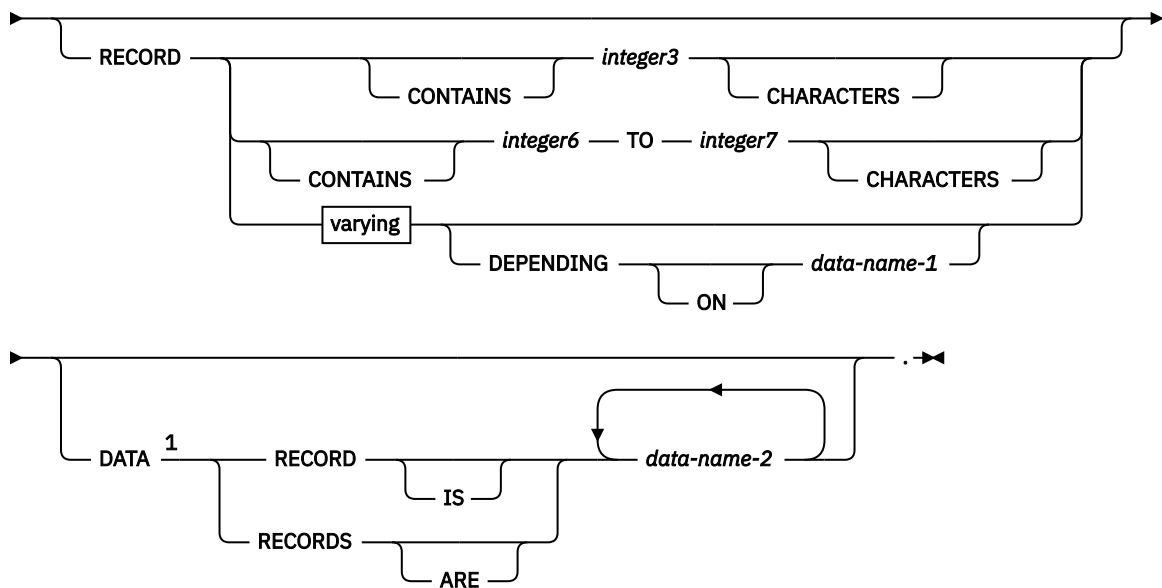 RECORD integer3
CONTAINS CHARACTERS
integer6 TO integer7
CONTAINS CHARACTERS
varying
DEPENDING data-name-1
ON
.
DATA 1 RECORD data-name-2
IS
RECORDS
ARE